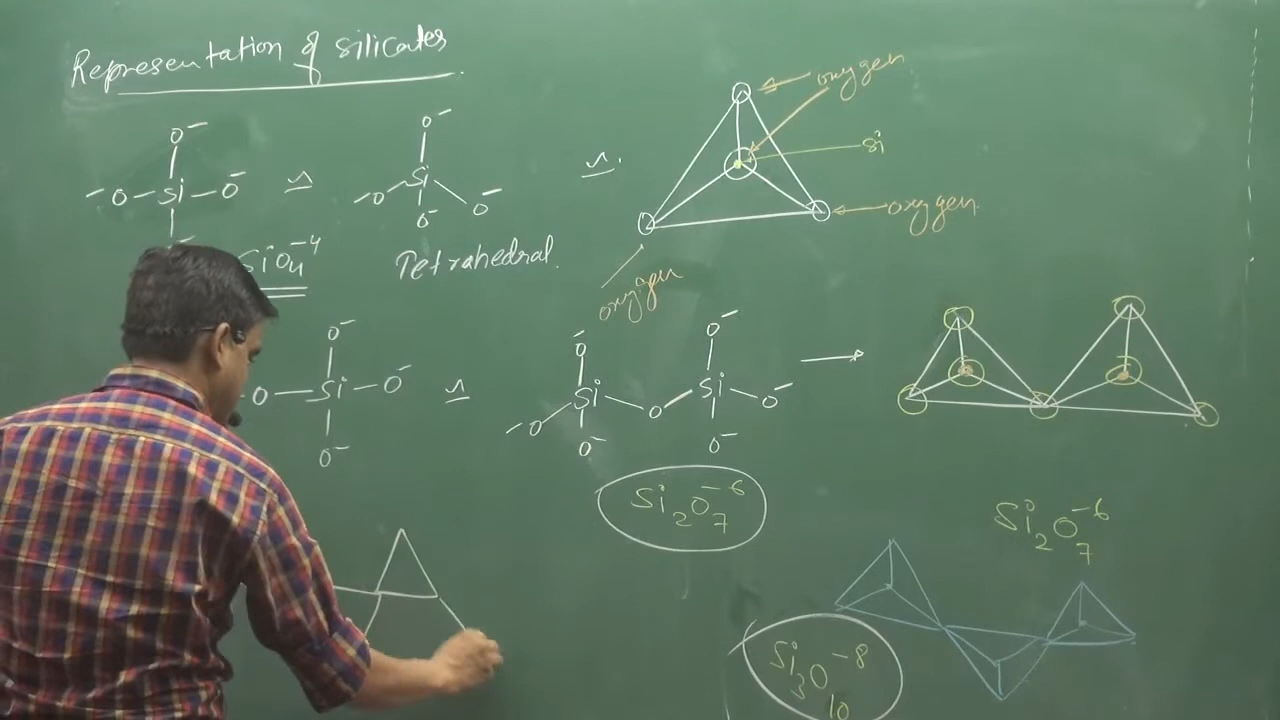 Representation of silicates
O⁻
⁻O-Si-O⁻
SiO₄⁻⁴
≃
O⁻
Si
⁻O
O⁻
O⁻
Tetrahedral
≃
oxygen
Si
oxygen
oxygen
O⁻
O-Si-O⁻
O⁻
≃
O⁻
Si
⁻O
O⁻
O
O⁻
Si
O⁻
O⁻
→
Si₂O₇⁻⁶
Si₂O₇⁻⁶
Si₃O₁₀⁻⁸